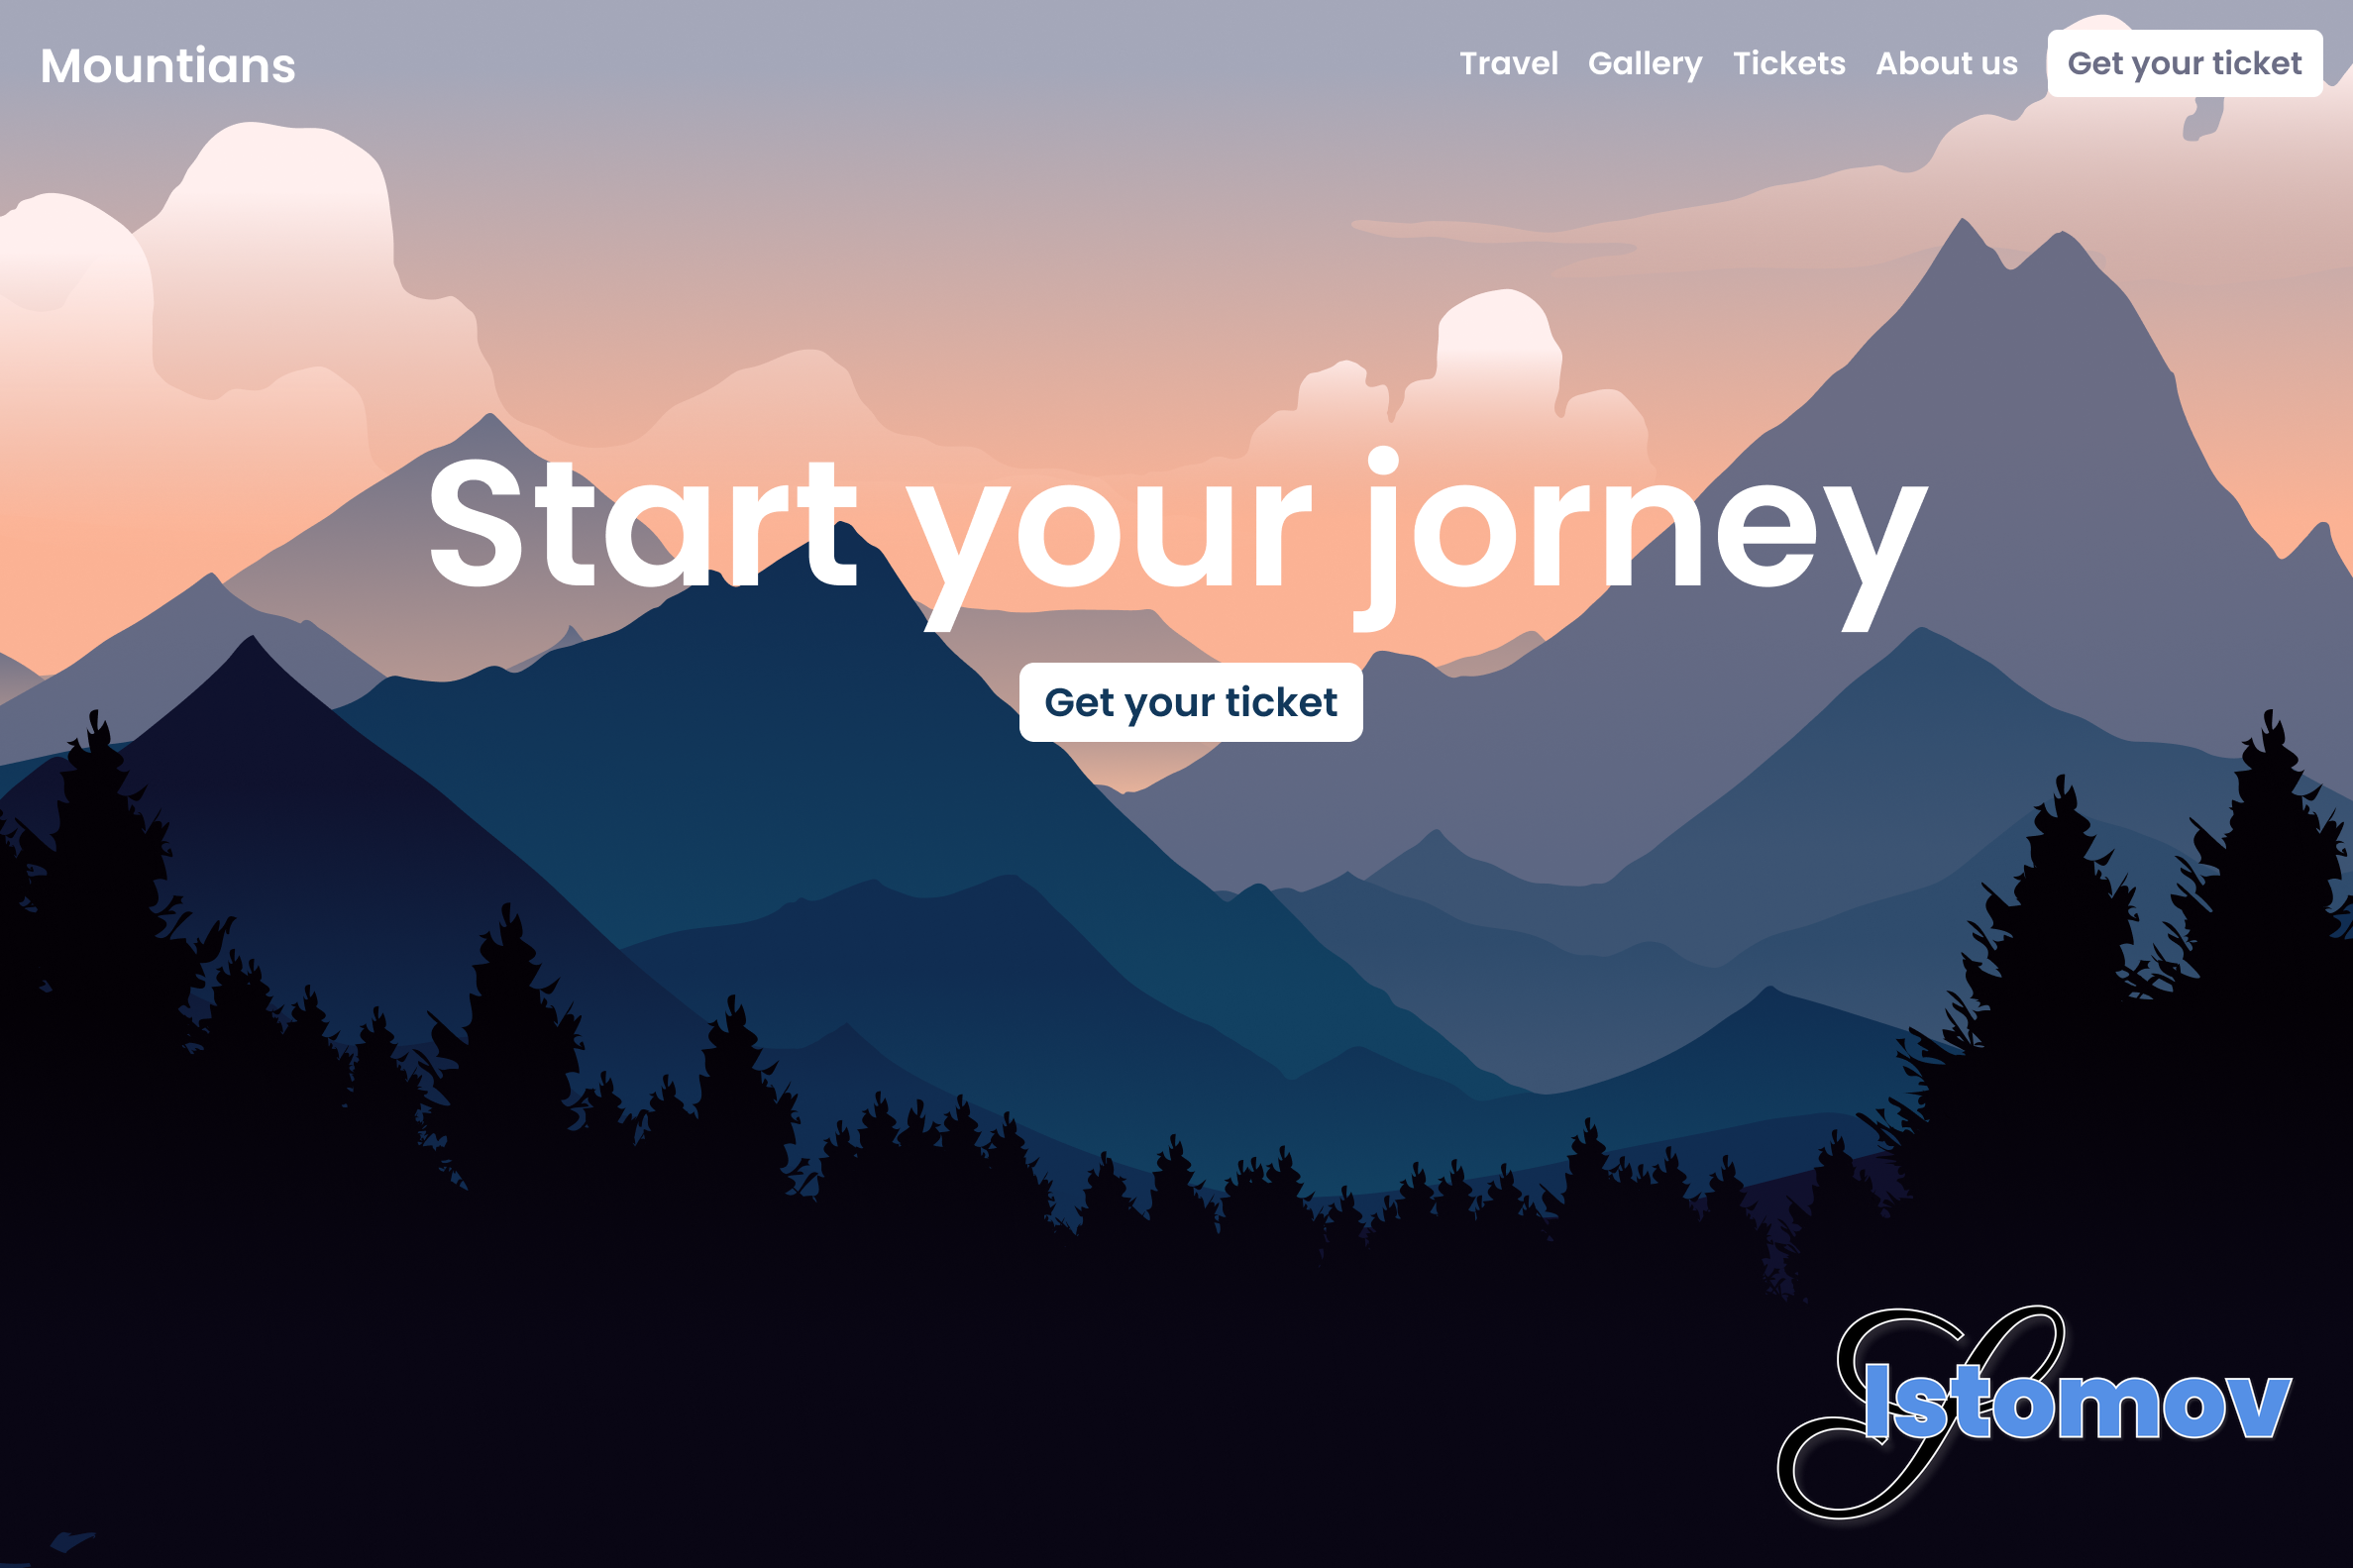 Mountians
Travel Gallery Tickets About us Get your ticket
Start your jorney
Get your ticket
Istomov